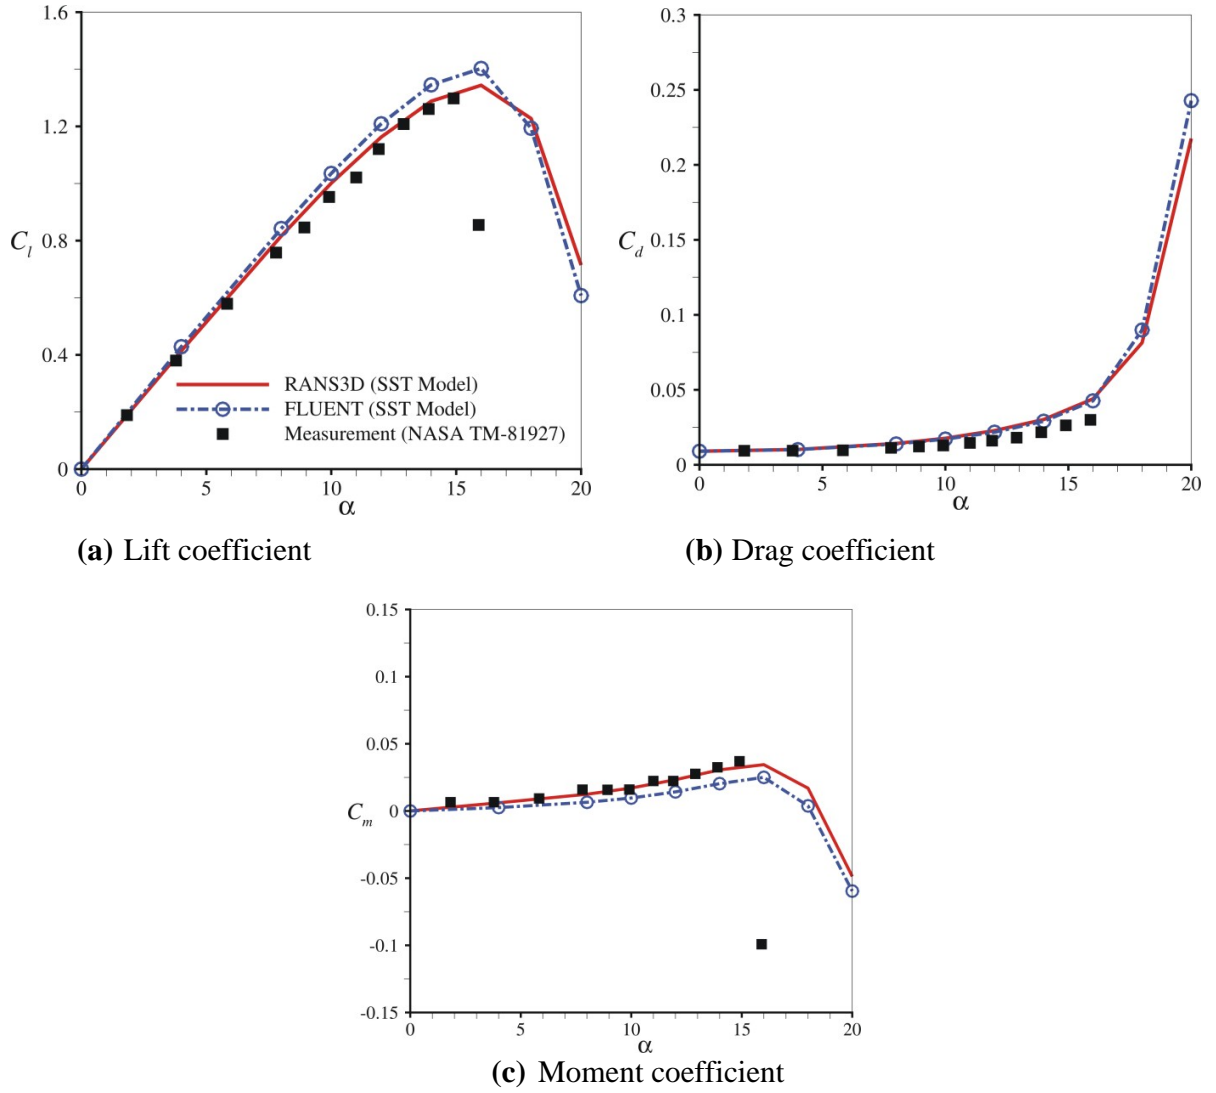 1.6
1.2
C_l 0.8
0.4
0
0 5 10 15 20
α
RANS3D (SST Model)
FLUENT (SST Model)
Measurement (NASA TM-81927)
(a) Lift coefficient
0.3
0.25
0.2
C_d 0.15
0.1
0.05
0
0 5 10 15 20
α
(b) Drag coefficient
0.15
0.1
0.05
C_m 0
-0.05
-0.1
-0.15
0 5 10 15 20
α
(c) Moment coefficient